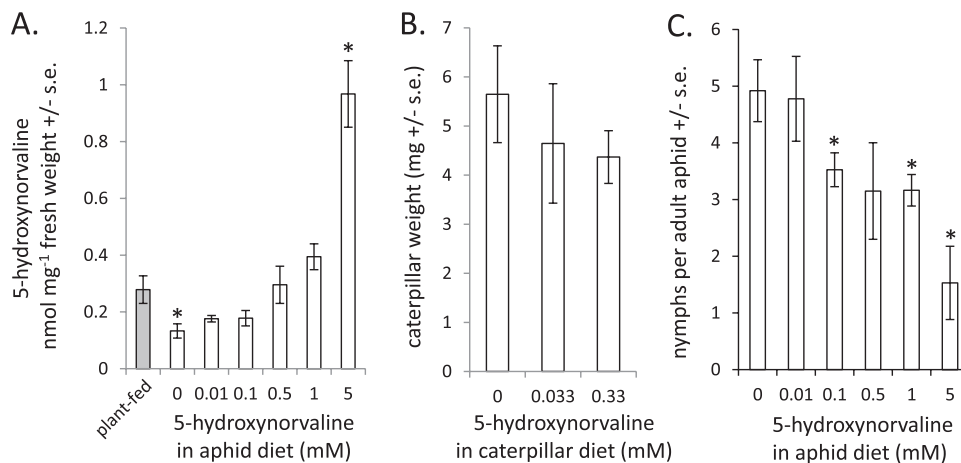 A.
5-hydroxynorvaline
nmol mg-1 fresh weight +/- s.e.
1.2
1
0.8
0.6
0.4
0.2
0
*
*
plant-fed
0 0.01 0.1 0.5 1 5
5-hydroxynorvaline
in aphid diet (mM)
B.
caterpillar weight (mg +/- s.e.)
7
6
5
4
3
2
1
0
0 0.033 0.33
5-hydroxynorvaline
in caterpillar diet (mM)
C.
nymphs per adult aphid +/- s.e.
6
5
4
3
2
1
0
*
*
*
0 0.01 0.1 0.5 1 5
5-hydroxynorvaline
in aphid diet (mM)